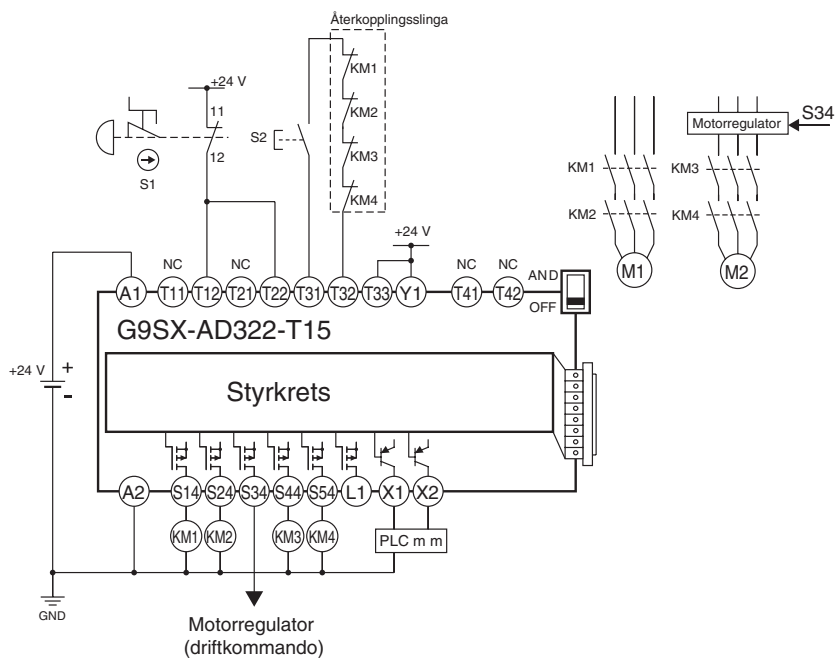 Återkopplingsslinga
KM1
KM2
KM3
KM4
+24 V
11
12
S1
S2
+24 V
Motorregulator
S34
KM1
KM2
KM3
KM4
M1
M2
NC
NC
NC
NC
A1
T11
T12
T21
T22
T31
T32
T33
Y1
T41
T42
AND
OFF
G9SX-AD322-T15
+24 V
+
-
Styrkrets
A2
S14
S24
S34
S44
S54
L1
X1
X2
KM1
KM2
KM3
KM4
PLC m m
GND
Motorregulator
(driftkommando)